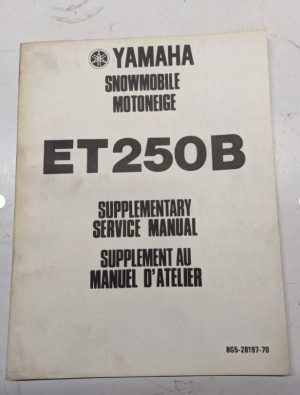 YAMAHA
SNOWMOBILE
MOTONEIGE
ET250B
SUPPLEMENTARY
SERVICE MANUAL
SUPPLEMENT AU
MANUEL D'ATELIER
8G5-28197-70